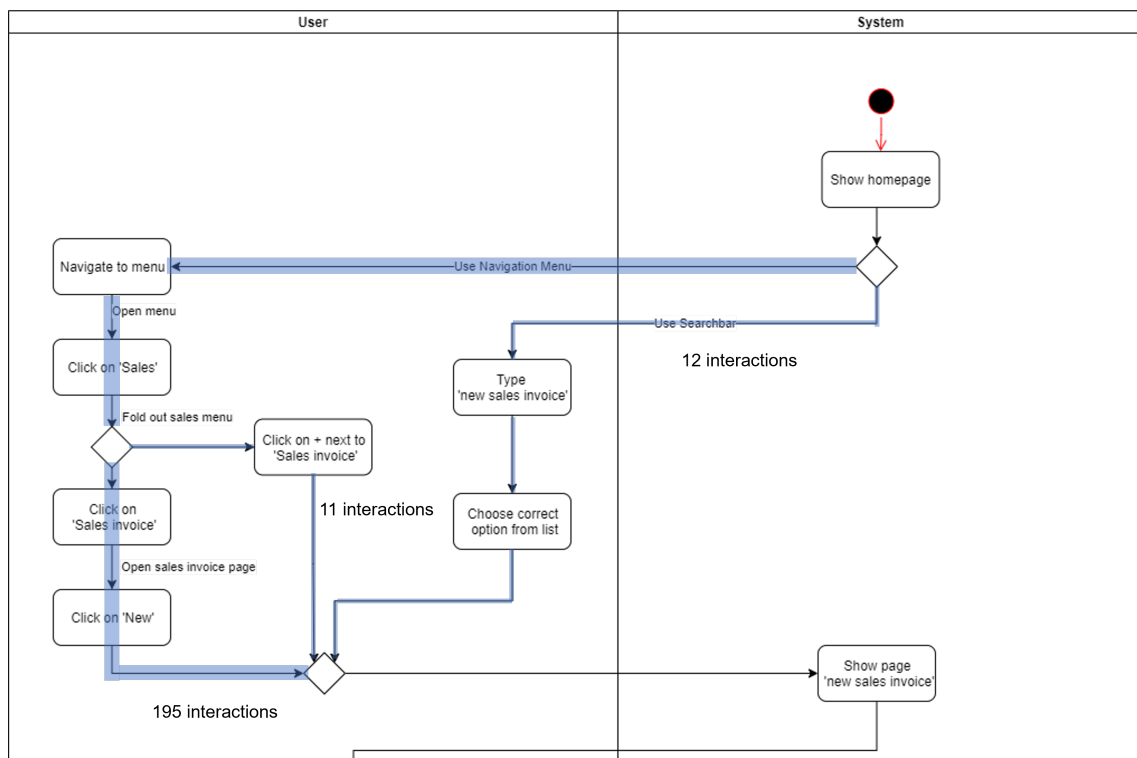 User
System
Show homepage
Navigate to menu
Use Navigation Menu
Open menu
Use Searchbar
Click on 'Sales'
12 interactions
Type
'new sales invoice'
Fold out sales menu
Click on + next to
'Sales invoice'
Click on
'Sales invoice'
11 interactions
Choose correct
option from list
Open sales invoice page
Click on 'New'
Show page
'new sales invoice'
195 interactions